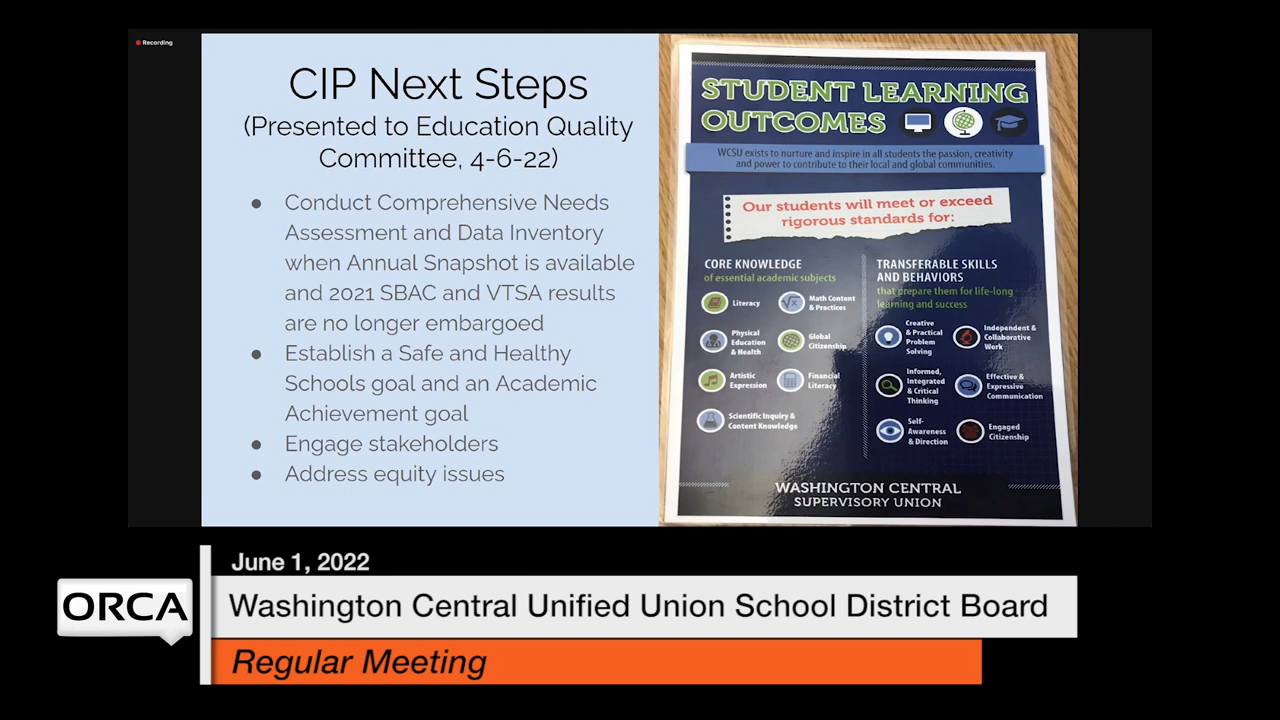 Recording
CIP Next Steps
(Presented to Education Quality
Committee, 4-6-22)
● Conduct Comprehensive Needs
Assessment and Data Inventory
when Annual Snapshot is available
and 2021 SBAC and VTSA results
are no longer embargoed
● Establish a Safe and Healthy
Schools goal and an Academic
Achievement goal
● Engage stakeholders
● Address equity issues
STUDENT LEARNING
OUTCOMES
WCSU exists to nurture and inspire in all students the passion, creativity
and power to contribute to their local and global communities.
Our students will meet or exceed
rigorous standards for:
CORE KNOWLEDGE
of essential academic subjects
Literacy
Math Content
& Practices
Physical
Education
& Health
Global
Citizenship
Artistic
Expression
Financial
Literacy
Scientific Inquiry &
Content Knowledge
TRANSFERABLE SKILLS
AND BEHAVIORS
that prepare them for life-long
learning and success
Creative
& Practical
Problem
Solving
Independent &
Collaborative
Work
Informed,
Integrated
& Critical
Thinking
Effective &
Expressive
Communication
Self-
Awareness
& Direction
Engaged
Citizenship
WASHINGTON CENTRAL
SUPERVISORY UNION
June 1, 2022
ORCA
Washington Central Unified Union School District Board
Regular Meeting